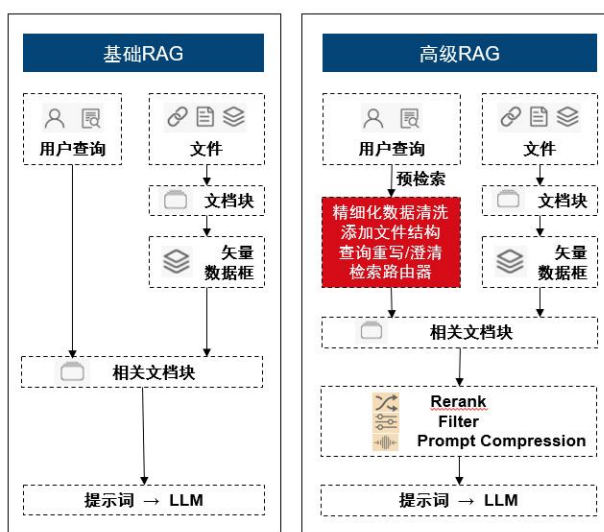 基础RAG
用户查询
文件
文档块
矢量
数据框
相关文档块
提示词 → LLM
高级RAG
用户查询
文件
预检索
精细化数据清洗
添加文件结构
查询重写/澄清
检索路由器
文档块
矢量
数据框
相关文档块
Rerank
Filter
Prompt Compression
提示词 → LLM